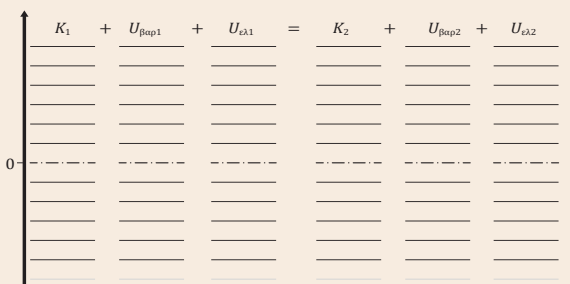 K₁ + U_βαρ1 + U_ελ1 = K₂ + U_βαρ2 + U_ελ2
0